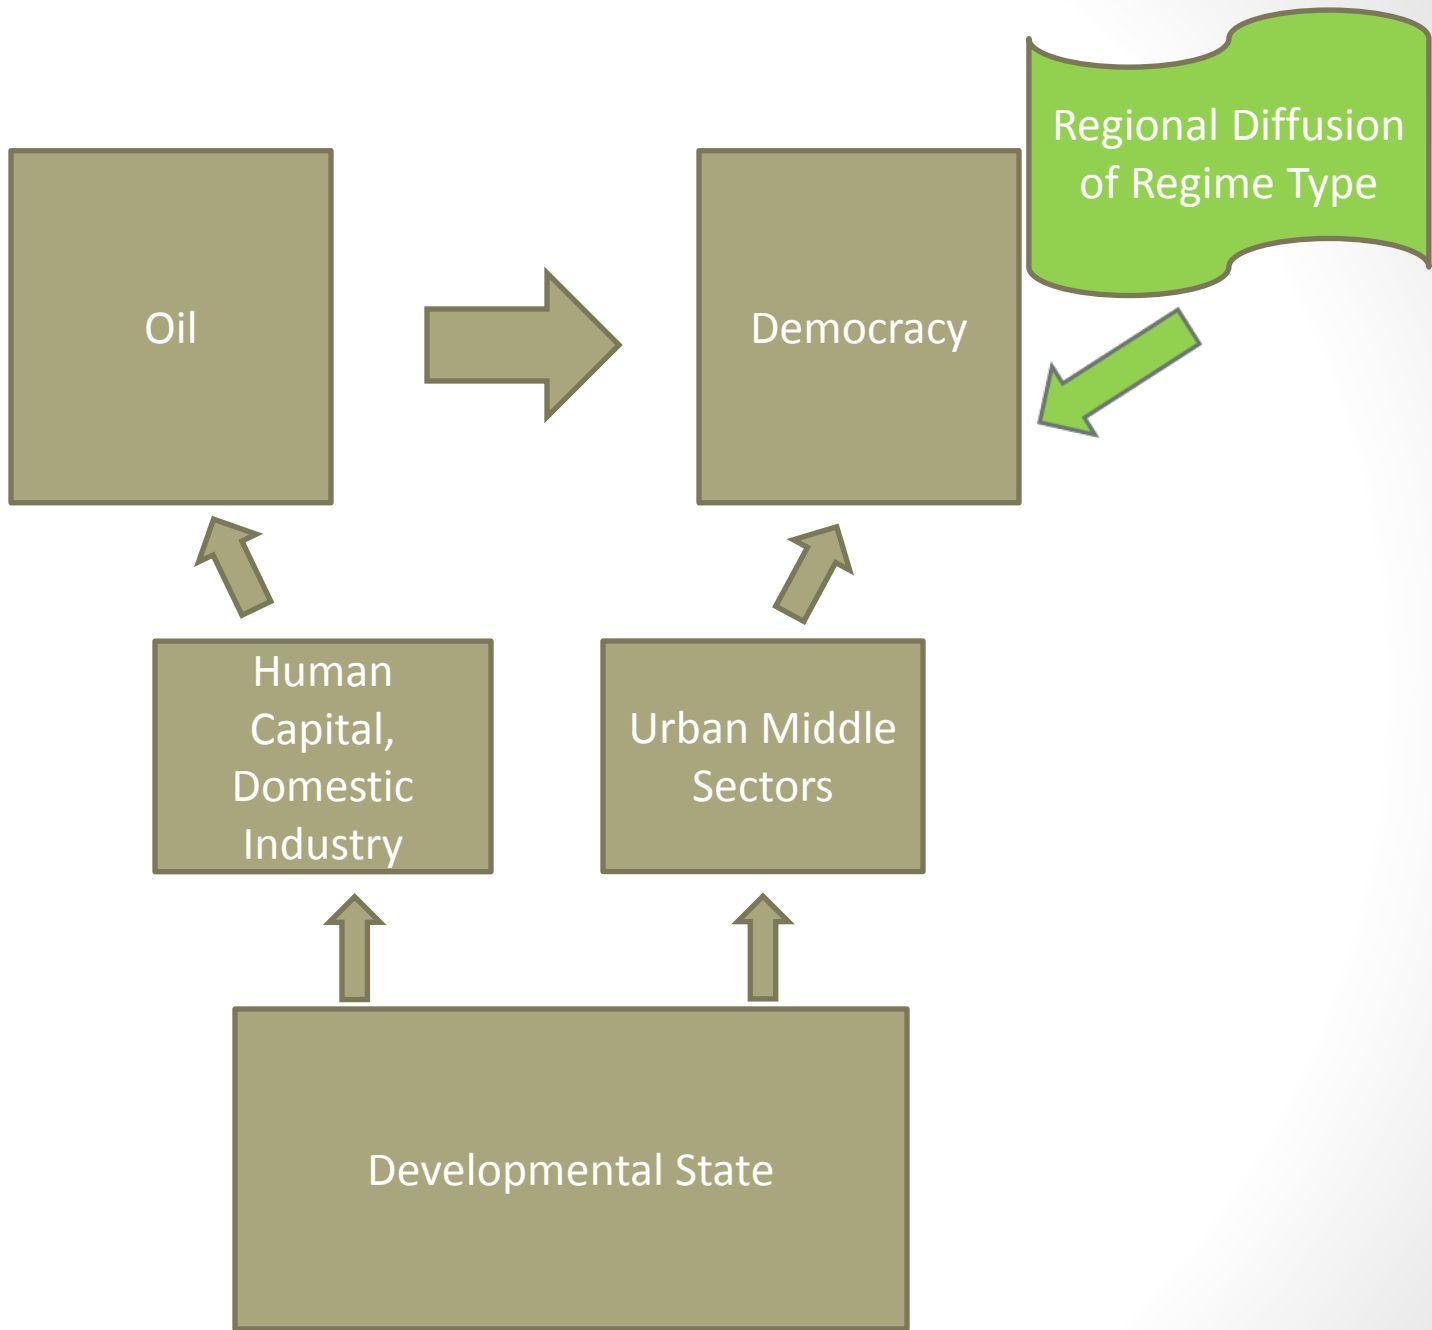 Regional Diffusion
of Regime Type
Oil
Democracy
Human
Capital,
Domestic
Industry
Urban Middle
Sectors
Developmental State